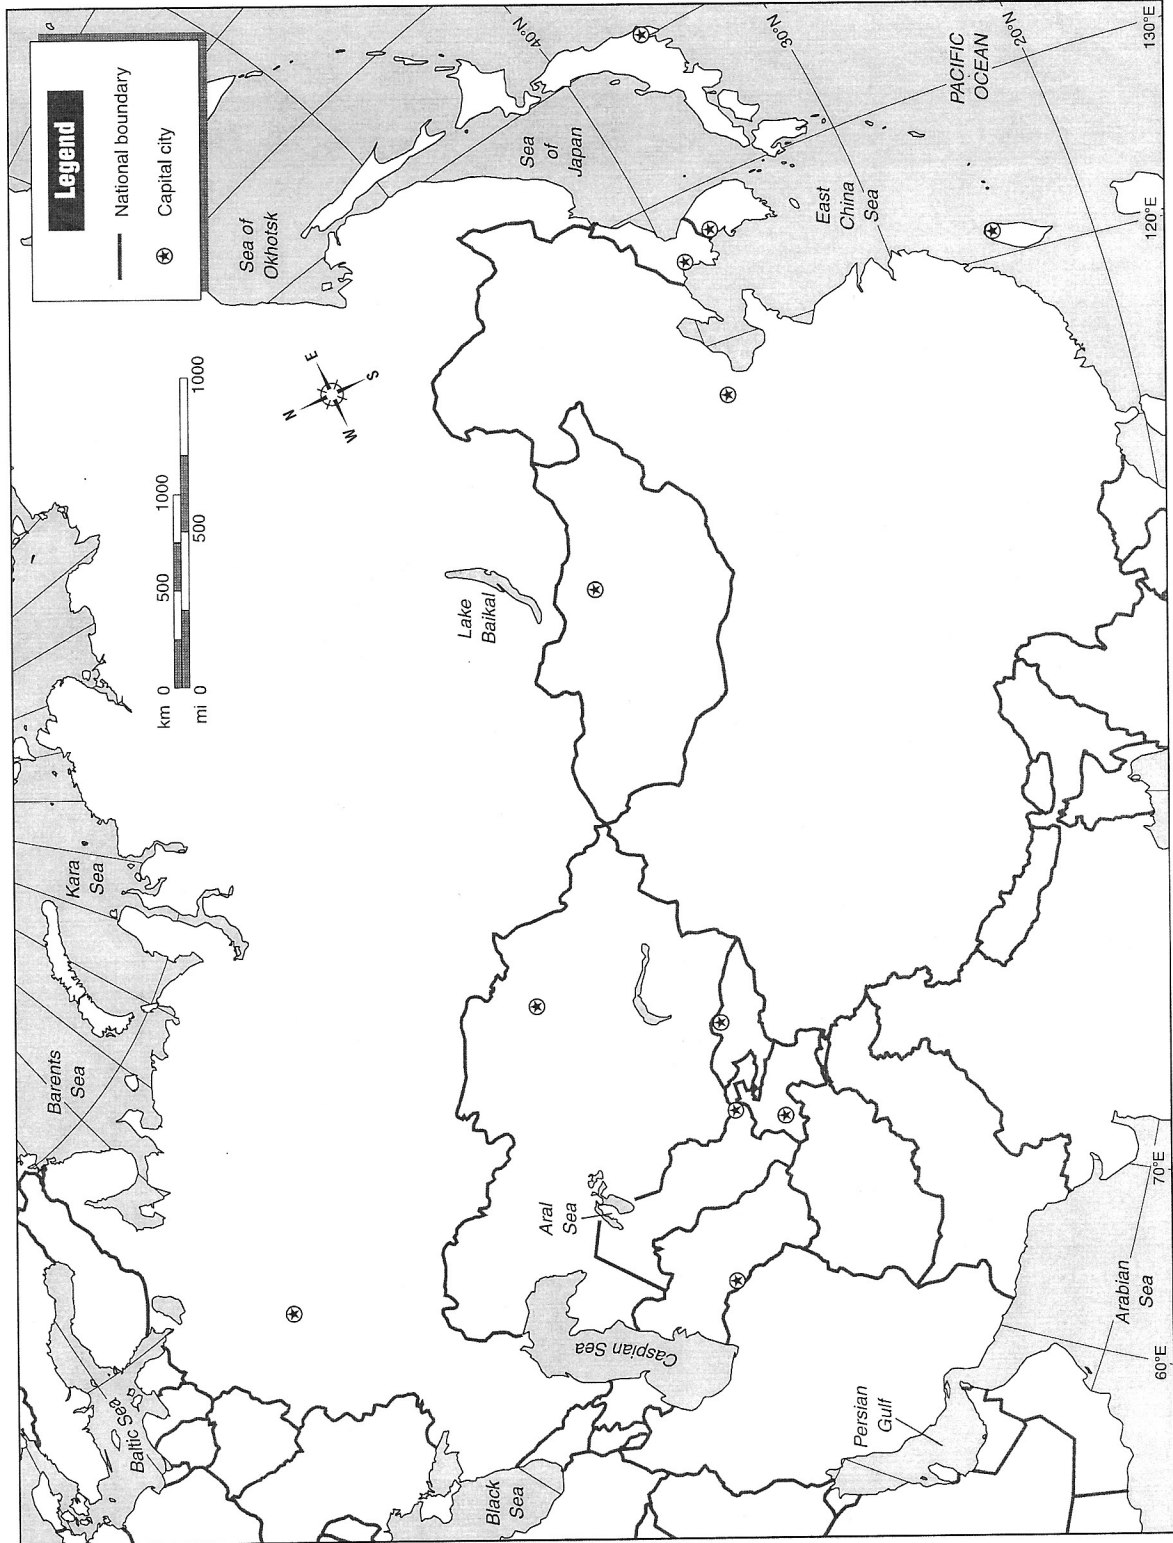 Legend
National boundary
Capital city
km 0 500 1000
mi 0 500 1000
N
E
S
W
Barents
Sea
Kara
Sea
Sea of
Okhotsk
Baltic Sea
Lake
Baikal
Sea
of
Japan
40°N
30°N
20°N
PACIFIC
OCEAN
East
China
Sea
Black
Sea
Caspian Sea
Aral
Sea
Persian
Gulf
Arabian
Sea
60°E
70°E
120°E
130°E